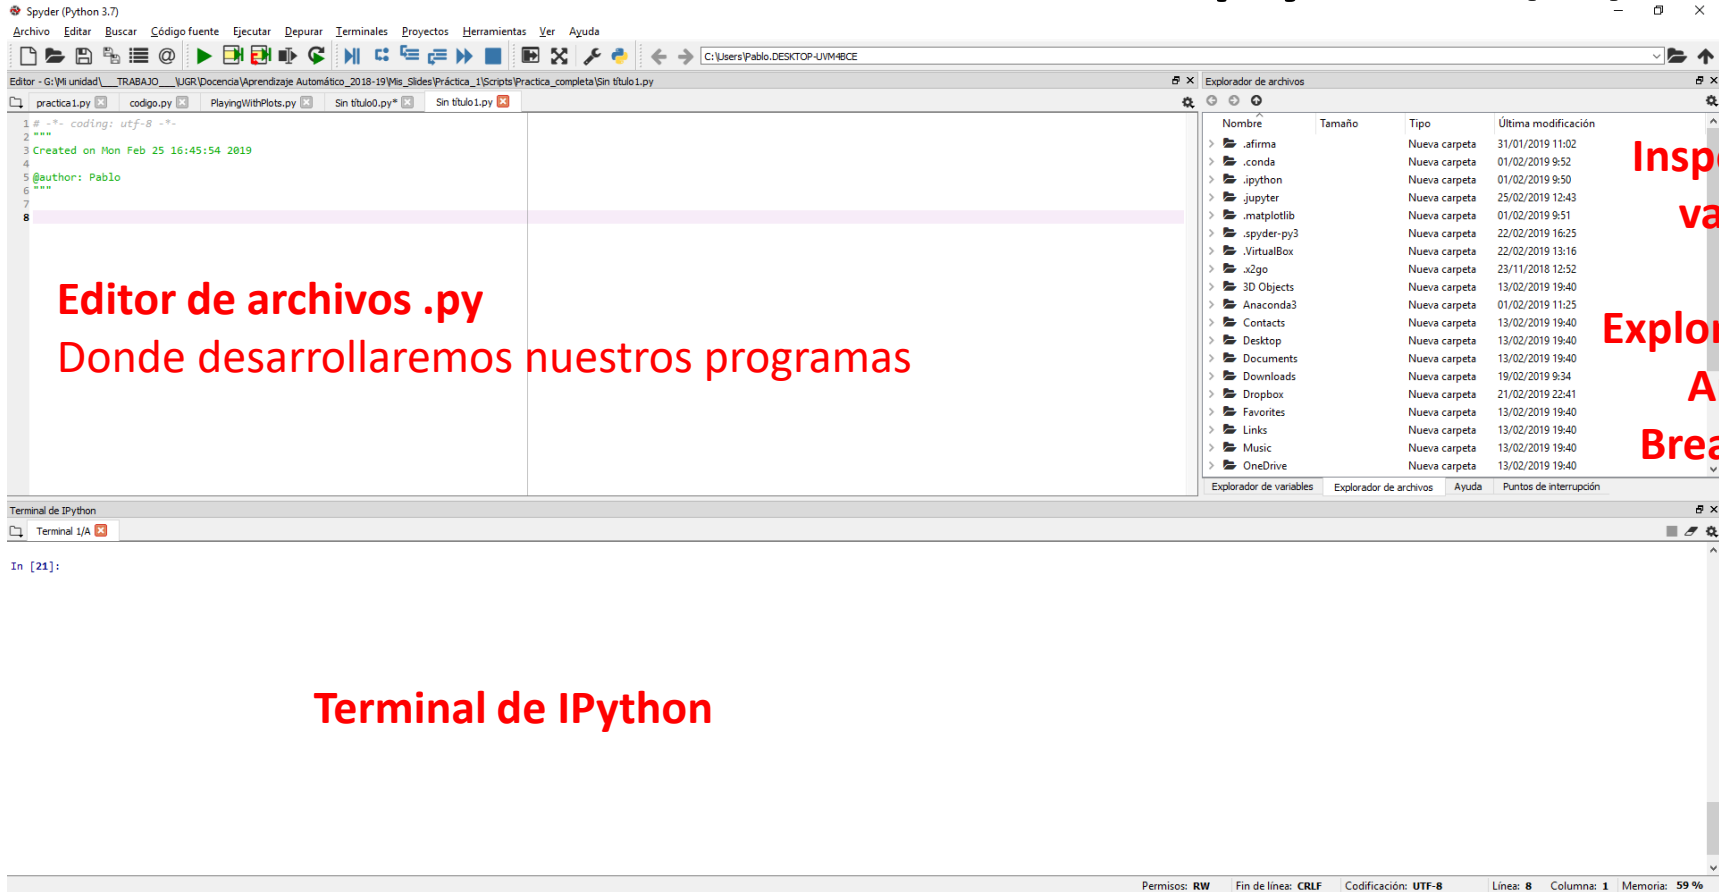 Spyder (Python 3.7)
Archivo Editar Buscar Código fuente Ejecutar Depurar Terminales Proyectos Herramientas Ver Ayuda
C:\Users\Pablo.DESKTOP-UVM4BCE
Editor - G:\Mi unidad\___TRABAJO___\UGR\Docencia\Aprendizaje Automático_2018-19\Mis_Slides\Práctica_1\Scripts\Practica_completa\Sin título1.py
practica1.py codigo.py PlayingWithPlots.py Sin título0.py* Sin título1.py
1 # -*- coding: utf-8 -*-
2 """
3 Created on Mon Feb 25 16:45:54 2019
4
5 @author: Pablo
6 """
7
8
Editor de archivos .py
Donde desarrollaremos nuestros programas
Explorador de archivos
Nombre Tamaño Tipo Última modificación
.afirma Nueva carpeta 31/01/2019 11:02
.conda Nueva carpeta 01/02/2019 9:52
.ipython Nueva carpeta 01/02/2019 9:50
.jupyter Nueva carpeta 25/02/2019 12:43
.matplotlib Nueva carpeta 01/02/2019 9:51
.spyder-py3 Nueva carpeta 22/02/2019 16:25
.VirtualBox Nueva carpeta 22/02/2019 13:16
.x2go Nueva carpeta 23/11/2018 12:52
3D Objects Nueva carpeta 13/02/2019 19:40
Anaconda3 Nueva carpeta 01/02/2019 11:25
Contacts Nueva carpeta 13/02/2019 19:40
Desktop Nueva carpeta 13/02/2019 19:40
Documents Nueva carpeta 13/02/2019 19:40
Downloads Nueva carpeta 19/02/2019 9:34
Dropbox Nueva carpeta 21/02/2019 22:41
Favorites Nueva carpeta 13/02/2019 19:40
Links Nueva carpeta 13/02/2019 19:40
Music Nueva carpeta 13/02/2019 19:40
OneDrive Nueva carpeta 13/02/2019 19:40
Explorador de variables Explorador de archivos Ayuda Puntos de interrupción
Terminal de IPython
Terminal 1/A
In [21]:
Terminal de IPython
Permisos: RW Fin de línea: CRLF Codificación: UTF-8 Línea: 8 Columna: 1 Memoria: 59 %